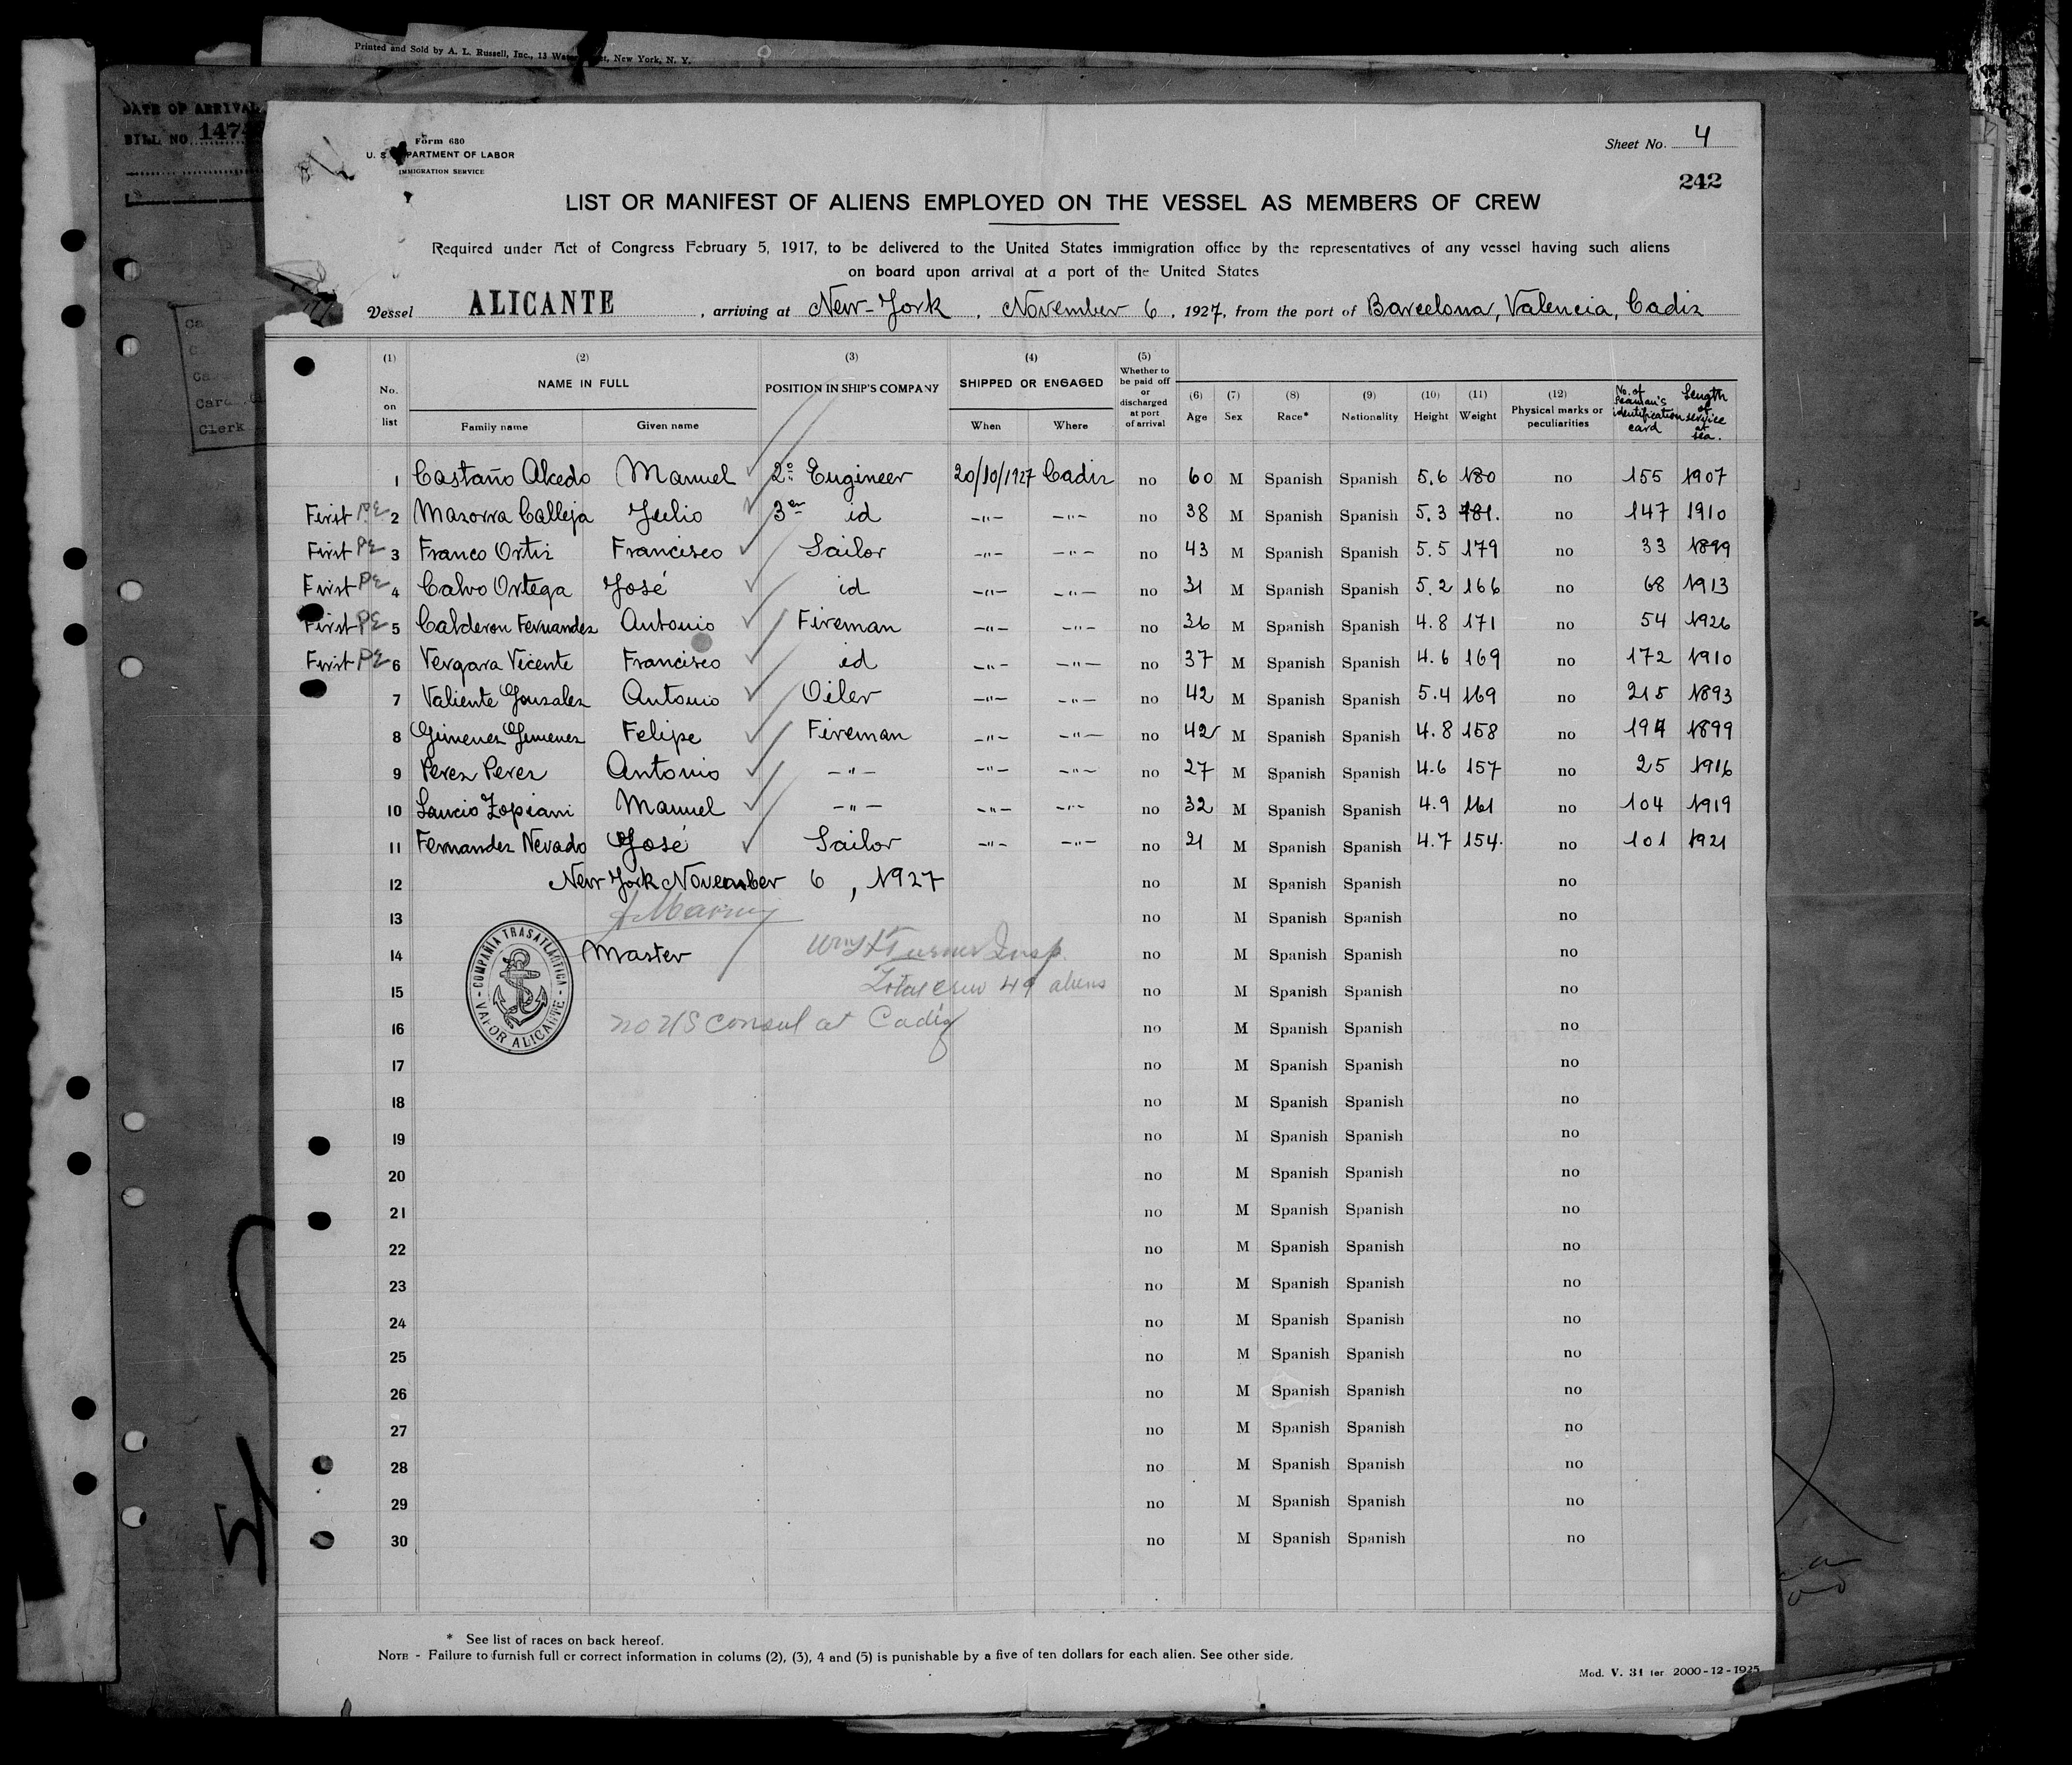 Printed and Sold by A. L. Russell, Inc., 13 Water New York, N. Y.
DATE OF ARRIVAL
BILL NO. 1474
Clerk
Form 680
U. S. DEPARTMENT OF LABOR
IMMIGRATION SERVICE
Sheet No. 4
242
LIST OR MANIFEST OF ALIENS EMPLOYED ON THE VESSEL AS MEMBERS OF CREW
Required under Act of Congress February 5, 1917, to be delivered to the United States immigration office by the representatives of any vessel having such aliens
on board upon arrival at a port of the United States
Vessel ALICANTE, arriving at New-York, November 6, 1927, from the port of Barcelona, Valencia, Cadiz
(1) No. on list (2) NAME IN FULL Family name Given name (3) POSITION IN SHIP'S COMPANY (4) SHIPPED OR ENGAGED When Where (5) Whether to be paid off or discharged at port of arrival (6) Age (7) Sex (8) Race* (9) Nationality (10) Height (11) Weight (12) Physical marks or peculiarities No. of seaman's identification card Length of service at sea.
1 Castaño Alcedo Manuel 2º Engineer 20/10/1927 Cadiz no 60 M Spanish Spanish 5.6 180 no 155 1907
First PE 2 Mazorra Calleja Julio 3er id -"- -"- no 38 M Spanish Spanish 5.3 181. no 147 1910
First PE 3 Franco Ortiz Francisco Sailor -"- -"- no 43 M Spanish Spanish 5.5 179 no 33 1899
First PE 4 Calvo Ortega José id -"- -"- no 31 M Spanish Spanish 5.2 166 no 68 1913
First PE 5 Calderon Fernandez Antonio Fireman -"- -"- no 36 M Spanish Spanish 4.8 171 no 54 1926
First PE 6 Vergara Vicente Francisco id -"- -"- no 37 M Spanish Spanish 4.6 169 no 172 1910
7 Valiente Gonzalez Antonio Oiler -"- -"- no 42 M Spanish Spanish 5.4 169 no 215 1893
8 Gimenez Gimenez Felipe Fireman -"- -"- no 42 M Spanish Spanish 4.8 158 no 194 1899
9 Perez Perez Antonio -"- -"- -"- no 27 M Spanish Spanish 4.6 157 no 25 1916
10 Sancio Zopiani Manuel -"- -"- -"- no 32 M Spanish Spanish 4.9 161 no 104 1919
11 Fernandez Nevado José Sailor -"- -"- no 21 M Spanish Spanish 4.7 154. no 101 1921
12 New York November 6, 1927 no M Spanish Spanish no
13 no M Spanish Spanish no
14 Master Wm H Turner Insp. no M Spanish Spanish no
COMPAÑIA TRASATLANTICA - VAPOR ALICANTE -
15 Total crew 49 aliens no M Spanish Spanish no
16 no US consul at Cadiz no M Spanish Spanish no
17 no M Spanish Spanish no
18 no M Spanish Spanish no
19 no M Spanish Spanish no
20 no M Spanish Spanish no
21 no M Spanish Spanish no
22 no M Spanish Spanish no
23 no M Spanish Spanish no
24 no M Spanish Spanish no
25 no M Spanish Spanish no
26 no M Spanish Spanish no
27 no M Spanish Spanish no
28 no M Spanish Spanish no
29 no M Spanish Spanish no
30 no M Spanish Spanish no
* See list of races on back hereof.
NOTE - Failure to furnish full or correct information in colums (2), (3), 4 and (5) is punishable by a five of ten dollars for each alien. See other side.
Mod. V. 31 ter 2000-12-1925